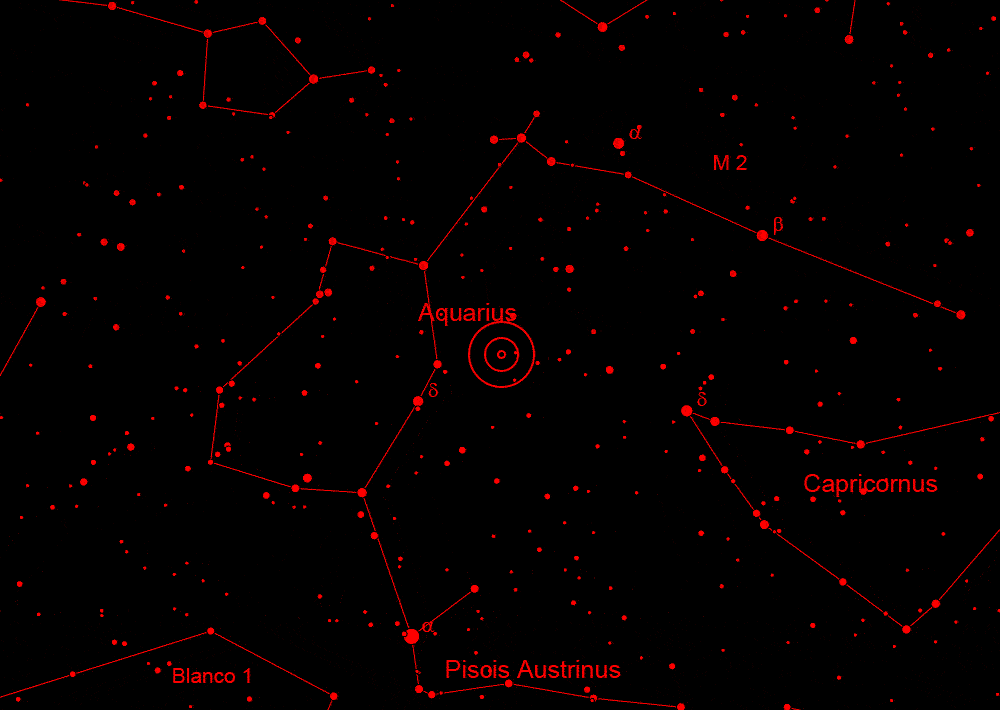 α
M 2
β
Aquarius
δ
δ
Capricornus
α
Pisois Austrinus
Blanco 1